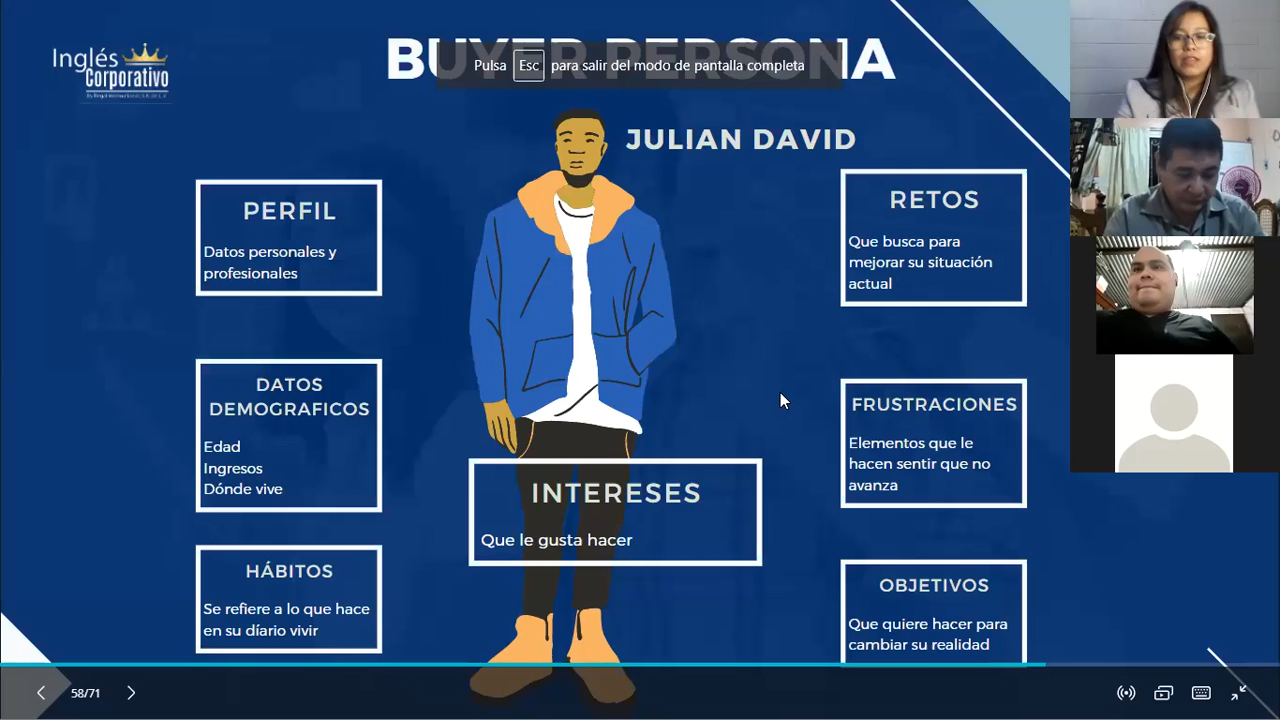 Inglés
Corporativo
BUYER PERSONA
Pulsa Esc para salir del modo de pantalla completa
JULIAN DAVID
PERFIL
Datos personales y
profesionales
DATOS
DEMOGRAFICOS
Edad
Ingresos
Dónde vive
HÁBITOS
Se refiere a lo que hace
en su díario vivir
INTERESES
Que le gusta hacer
RETOS
Que busca para
mejorar su situación
actual
FRUSTRACIONES
Elementos que le
hacen sentir que no
avanza
OBJETIVOS
Que quiere hacer para
cambiar su realidad
58/71